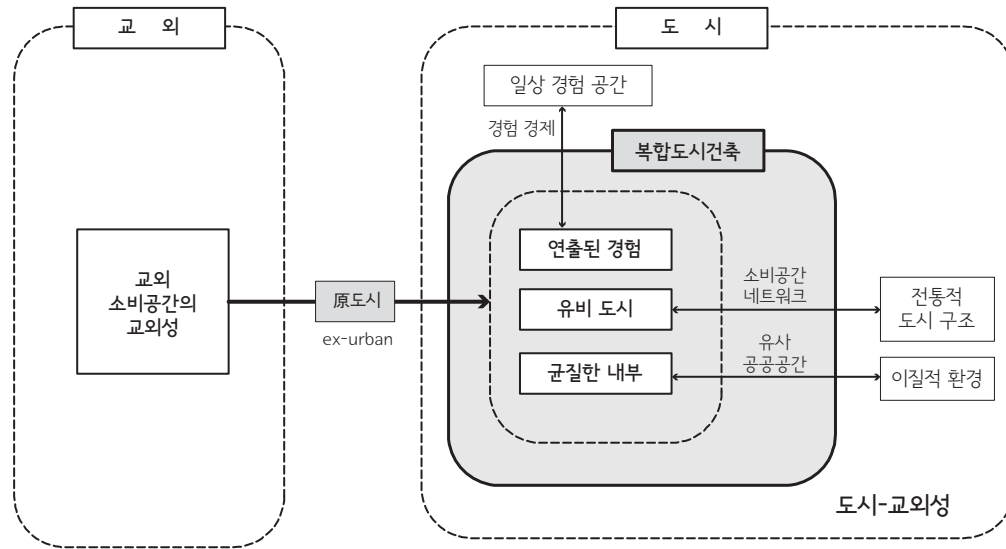 교 외
도 시
일상 경험 공간
경험 경제
복합도시건축
교외
소비공간의
교외성
原도시
ex-urban
연출된 경험
유비 도시
균질한 내부
소비공간
네트워크
유사
공공공간
전통적
도시 구조
이질적 환경
도시-교외성